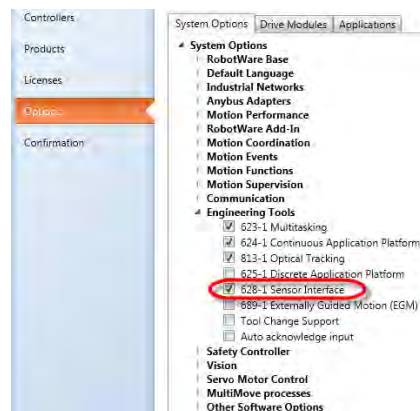 Controllers
Products
Licenses
Options
Confirmation
System Options Drive Modules Applications
System Options
RobotWare Base
Default Language
Industrial Networks
Anybus Adapters
Motion Performance
RobotWare Add-In
Motion Coordination
Motion Events
Motion Functions
Motion Supervision
Communication
Engineering Tools
623-1 Multitasking
624-1 Continuous Application Platform
813-1 Optical Tracking
625-1 Discrete Application Platform
628-1 Sensor Interface
689-1 Externally Guided Motion (EGM)
Tool Change Support
Auto acknowledge input
Safety Controller
Vision
Servo Motor Control
MultiMove processes
Other Software Options